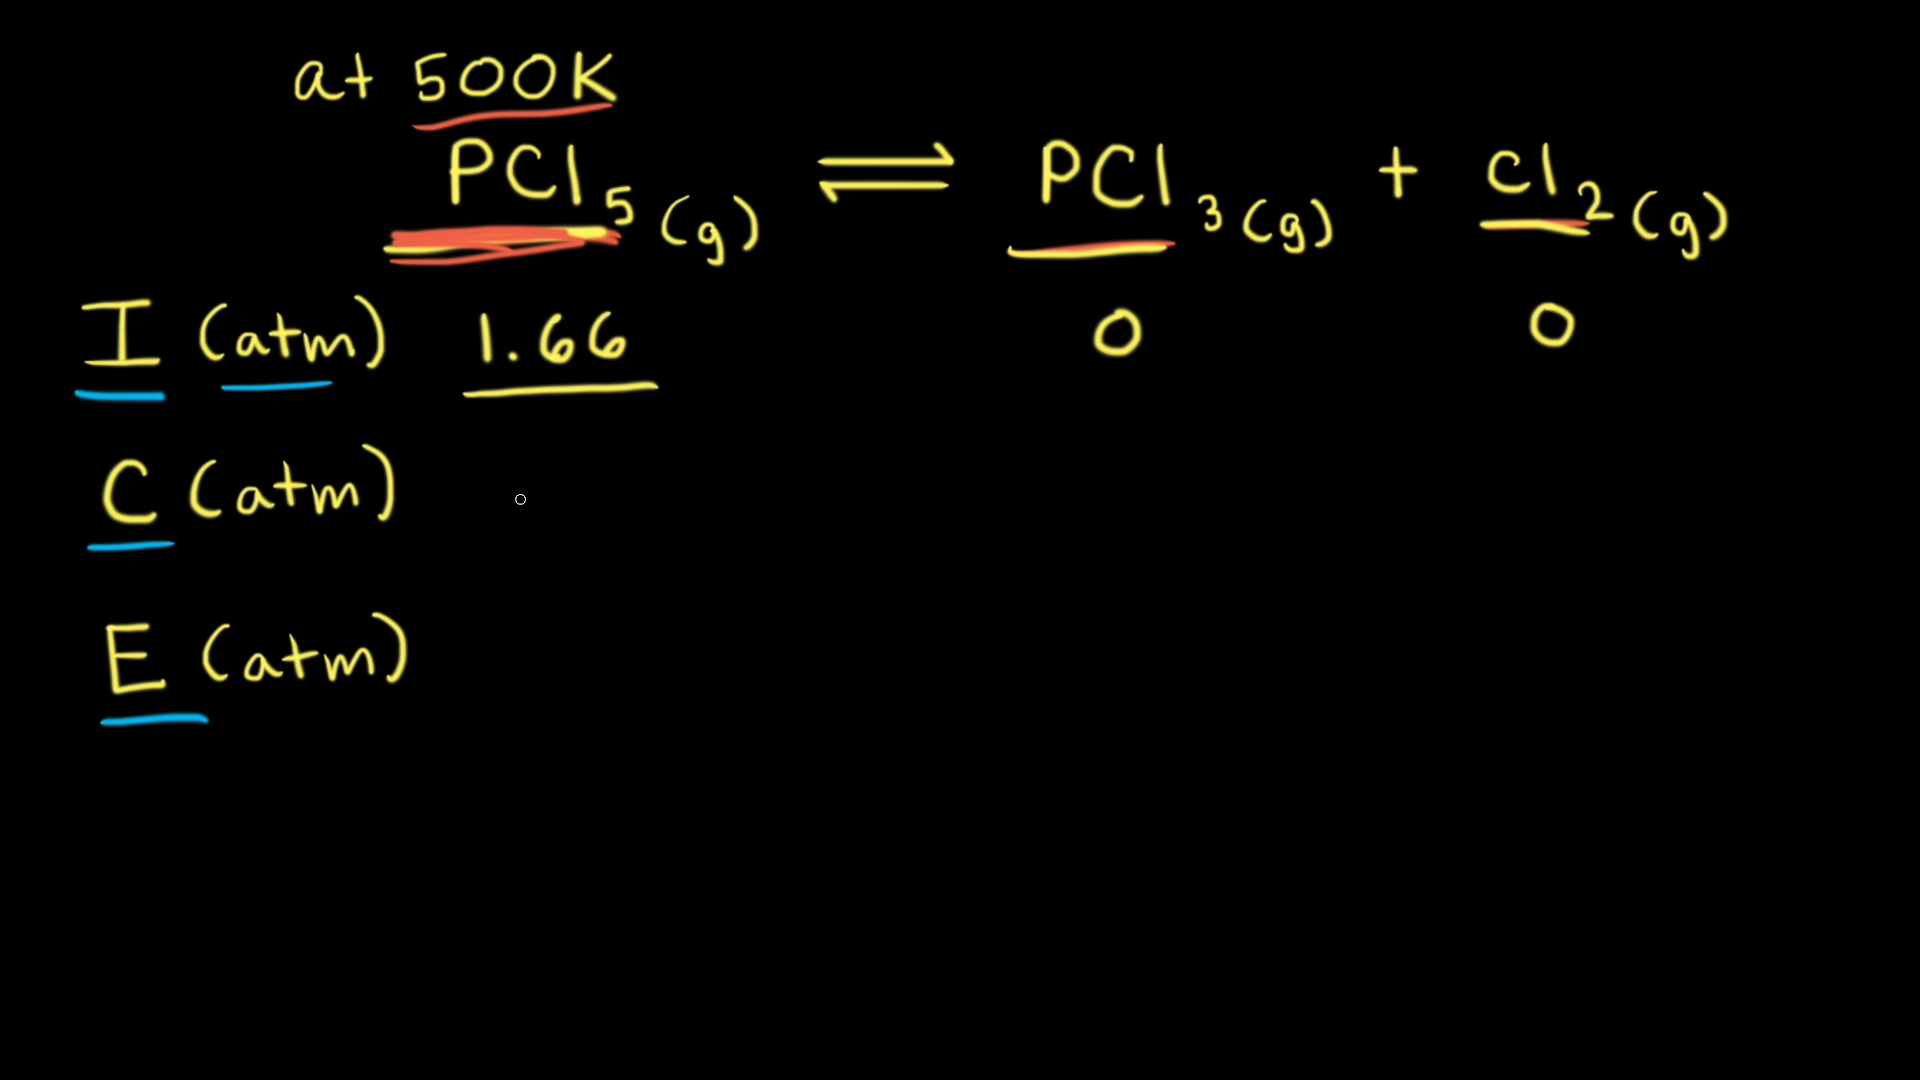 at 500K
PCl5(g) ⇌ PCl3(g) + Cl2(g)
I (atm) 1.66 0 0
C (atm)
E (atm)